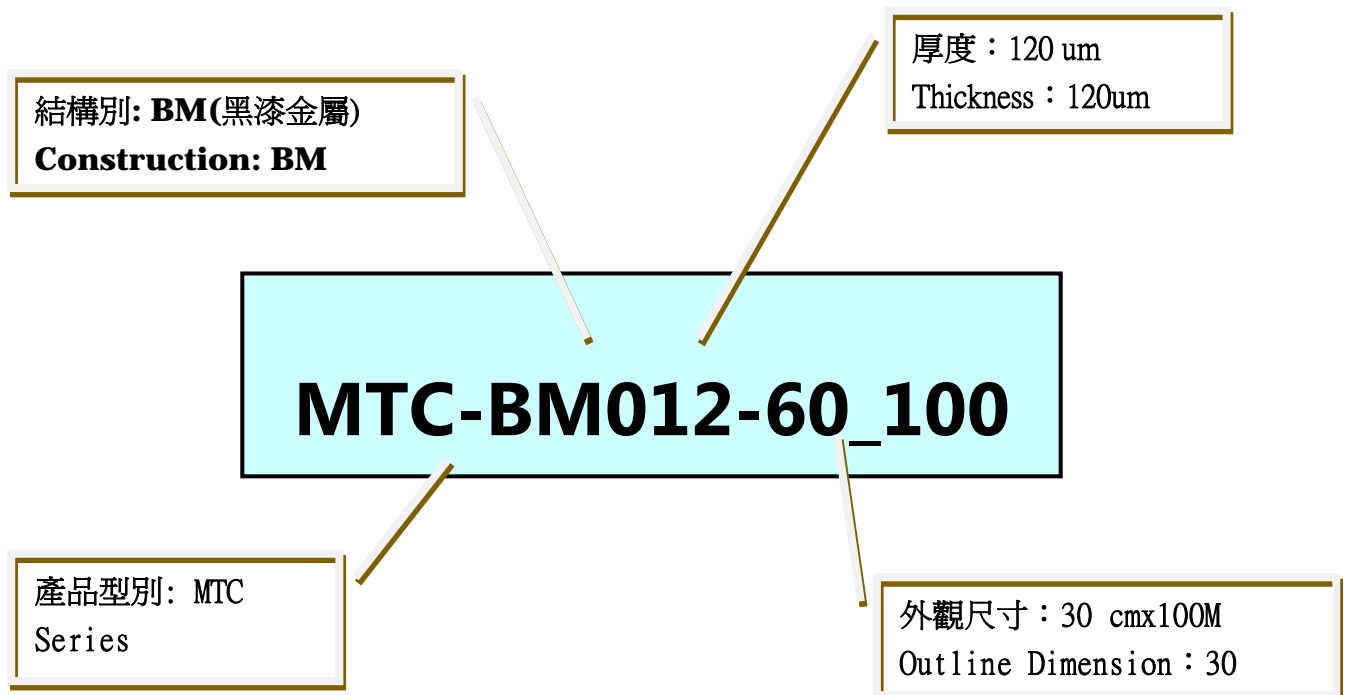 厚度：120 um
Thickness：120um
結構別: BM(黑漆金屬)
Construction: BM
MTC-BM012-60_100
產品型別: MTC
Series
外觀尺寸：30 cmx100M
Outline Dimension：30